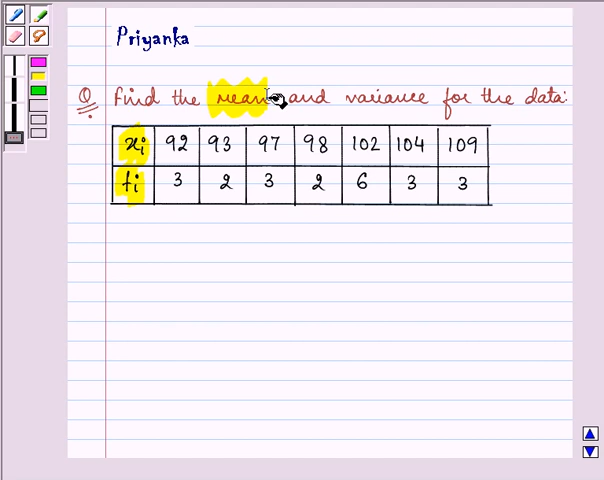 Priyanka
Q Find the mean and variance for the data:
xi 92 93 97 98 102 104 109
fi 3 2 3 2 6 3 3